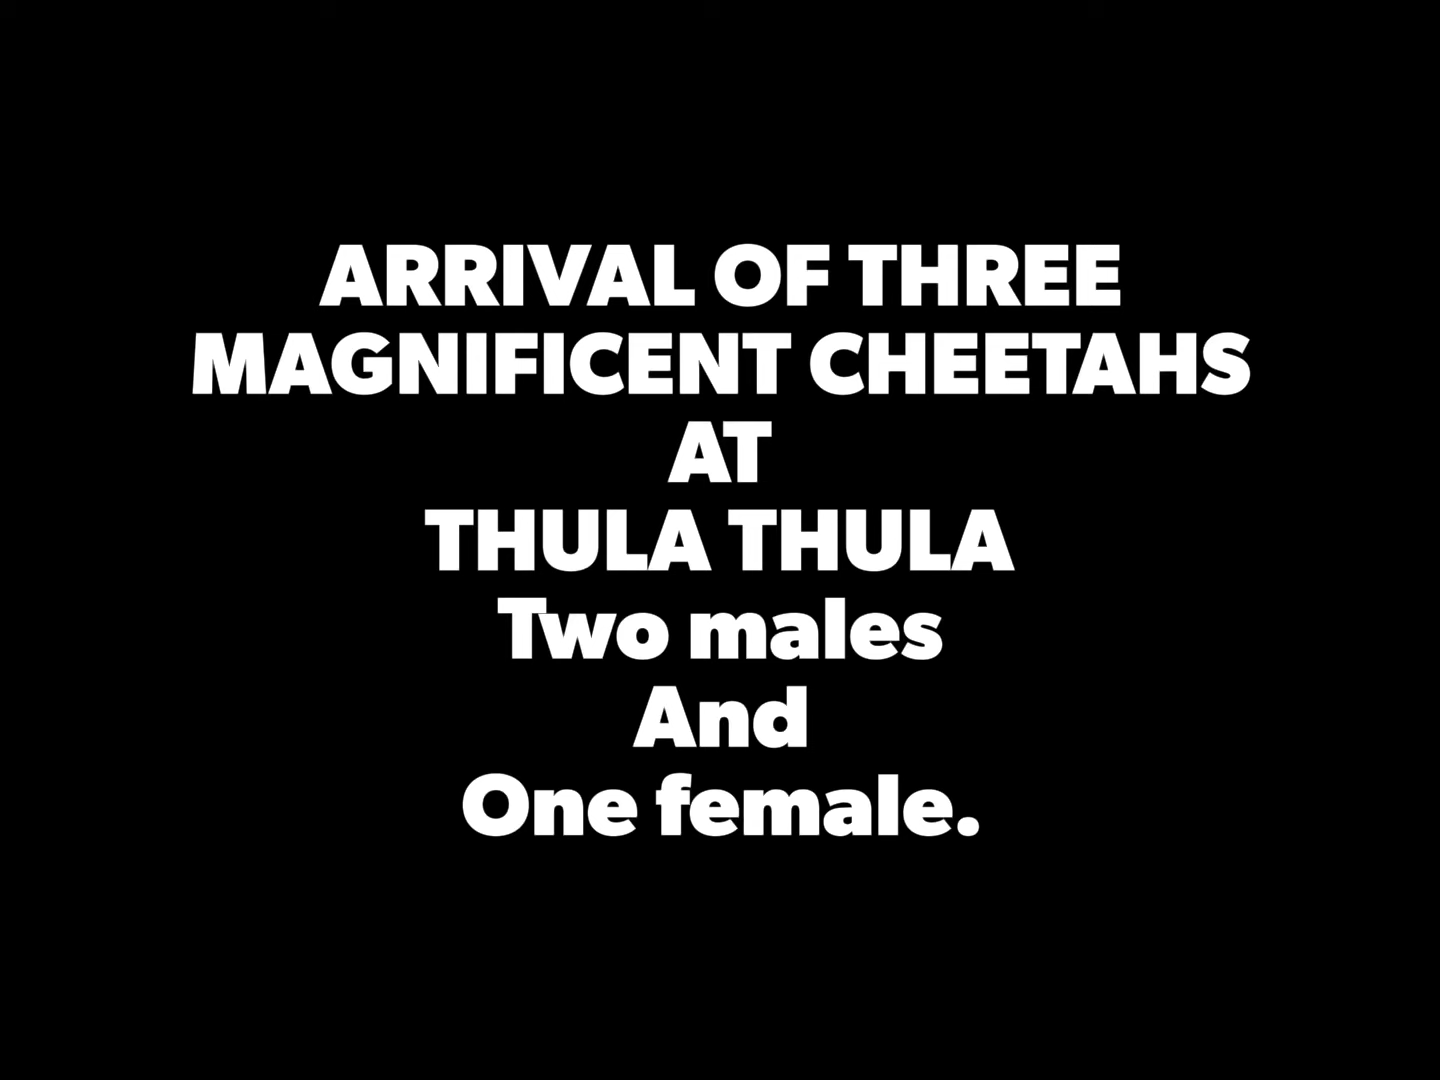 ARRIVAL OF THREE
MAGNIFICENT CHEETAHS
AT
THULA THULA
Two males
And
One female.